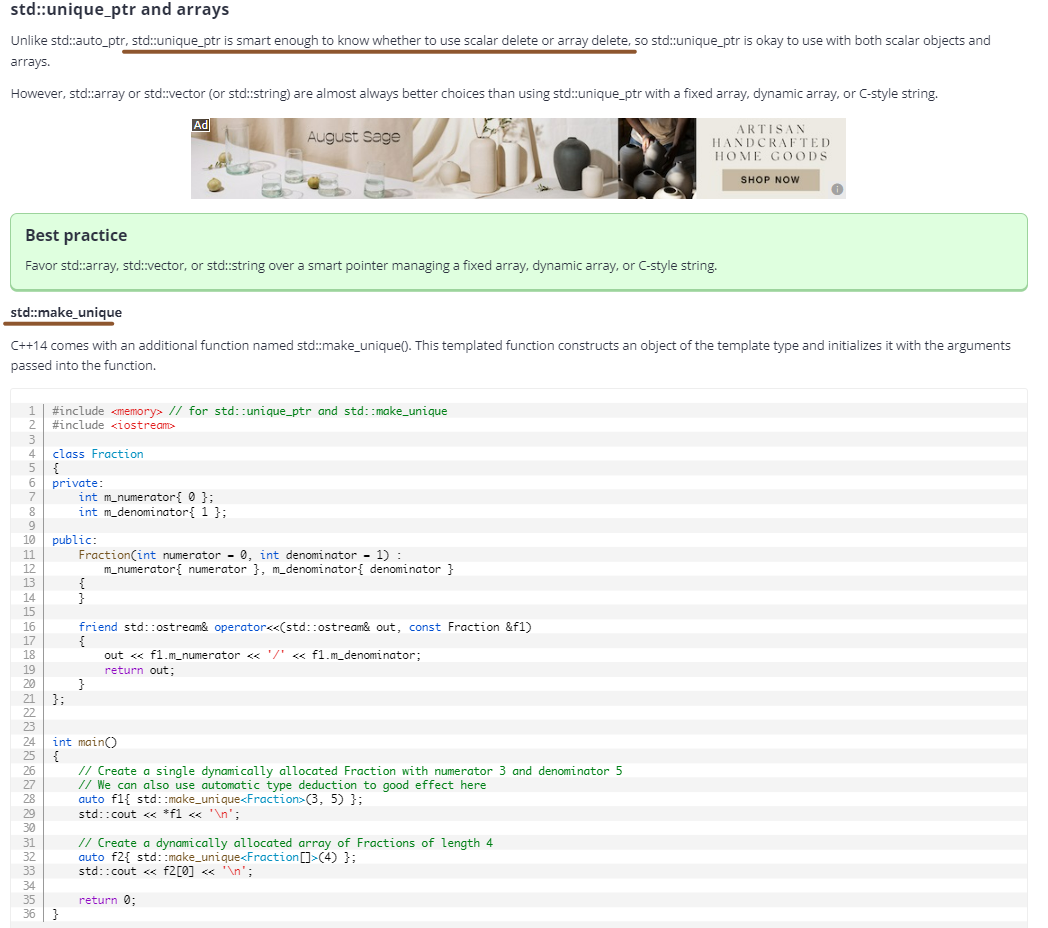 std::unique_ptr and arrays
Unlike std::auto_ptr, std::unique_ptr is smart enough to know whether to use scalar delete or array delete, so std::unique_ptr is okay to use with both scalar objects and
arrays.
However, std::array or std::vector (or std::string) are almost always better choices than using std::unique_ptr with a fixed array, dynamic array, or C-style string.
Ad
August Sage
ARTISAN
HANDCRAFTED
HOME GOODS
SHOP NOW
Best practice
Favor std::array, std::vector, or std::string over a smart pointer managing a fixed array, dynamic array, or C-style string.
std::make_unique
C++14 comes with an additional function named std::make_unique(). This templated function constructs an object of the template type and initializes it with the arguments
passed into the function.
1 #include <memory> // for std::unique_ptr and std::make_unique
2 #include <iostream>
3
4 class Fraction
5 {
6 private:
7     int m_numerator{ 0 };
8     int m_denominator{ 1 };
9
10 public:
11     Fraction(int numerator = 0, int denominator = 1) :
12         m_numerator{ numerator }, m_denominator{ denominator }
13     {
14     }
15
16     friend std::ostream& operator<<(std::ostream& out, const Fraction &f1)
17     {
18         out << f1.m_numerator << '/' << f1.m_denominator;
19         return out;
20     }
21 };
22
23
24 int main()
25 {
26     // Create a single dynamically allocated Fraction with numerator 3 and denominator 5
27     // We can also use automatic type deduction to good effect here
28     auto f1{ std::make_unique<Fraction>(3, 5) };
29     std::cout << *f1 << '\n';
30
31     // Create a dynamically allocated array of Fractions of length 4
32     auto f2{ std::make_unique<Fraction[]>(4) };
33     std::cout << f2[0] << '\n';
34
35     return 0;
36 }